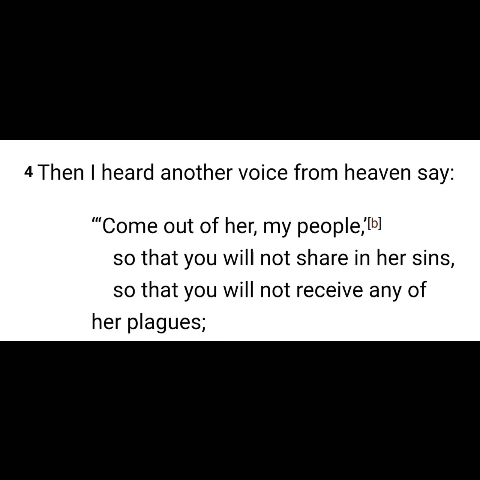 4 Then I heard another voice from heaven say:
“‘Come out of her, my people,’[b]
so that you will not share in her sins,
so that you will not receive any of
her plagues;